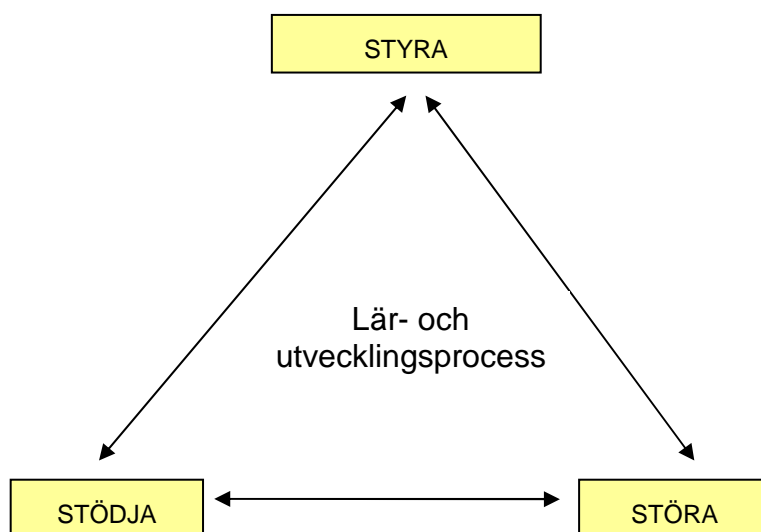 STYRA
Lär- och
utvecklingsprocess
STÖDJA
STÖRA